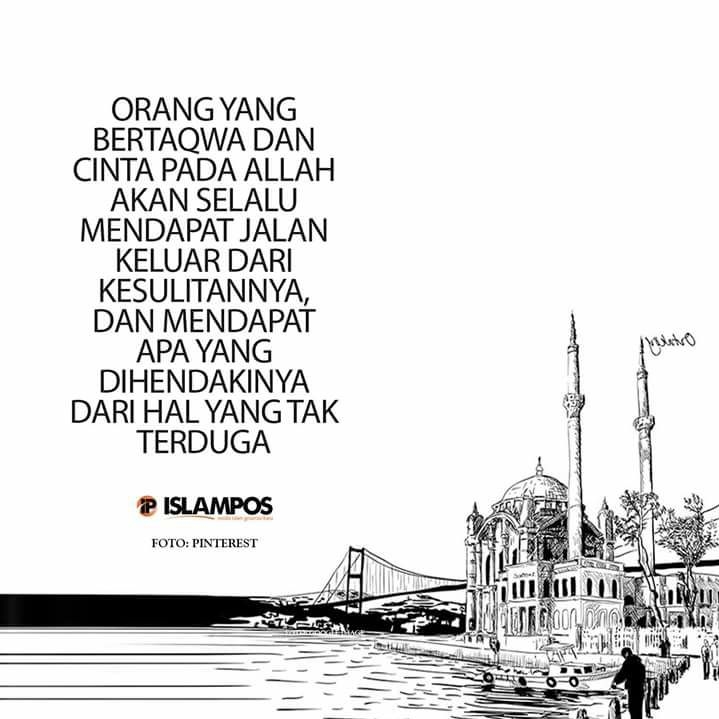 ORANG YANG
BERTAQWA DAN
CINTA PADA ALLAH
AKAN SELALU
MENDAPAT JALAN
KELUAR DARI
KESULITANNYA,
DAN MENDAPAT
APA YANG
DIHENDAKINYA
DARI HAL YANG TAK
TERDUGA
iP ISLAMPOS
FOTO: PINTEREST